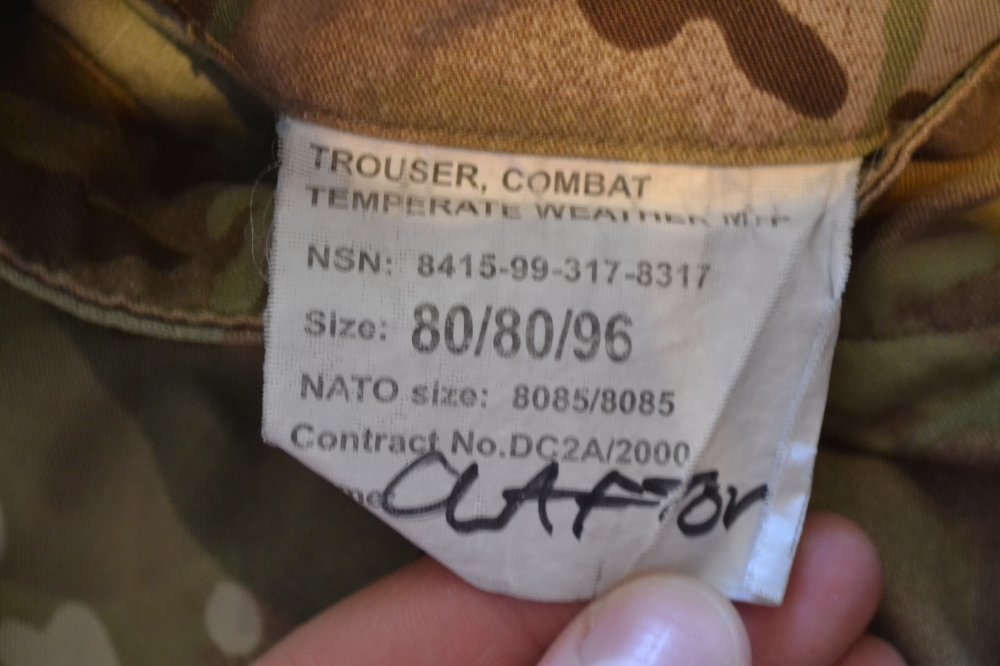 TROUSER, COMBAT
TEMPERATE WEATHER MTP
NSN: 8415-99-317-8317
Size: 80/80/96
NATO size: 8085/8085
Contract No.DC2A/2000